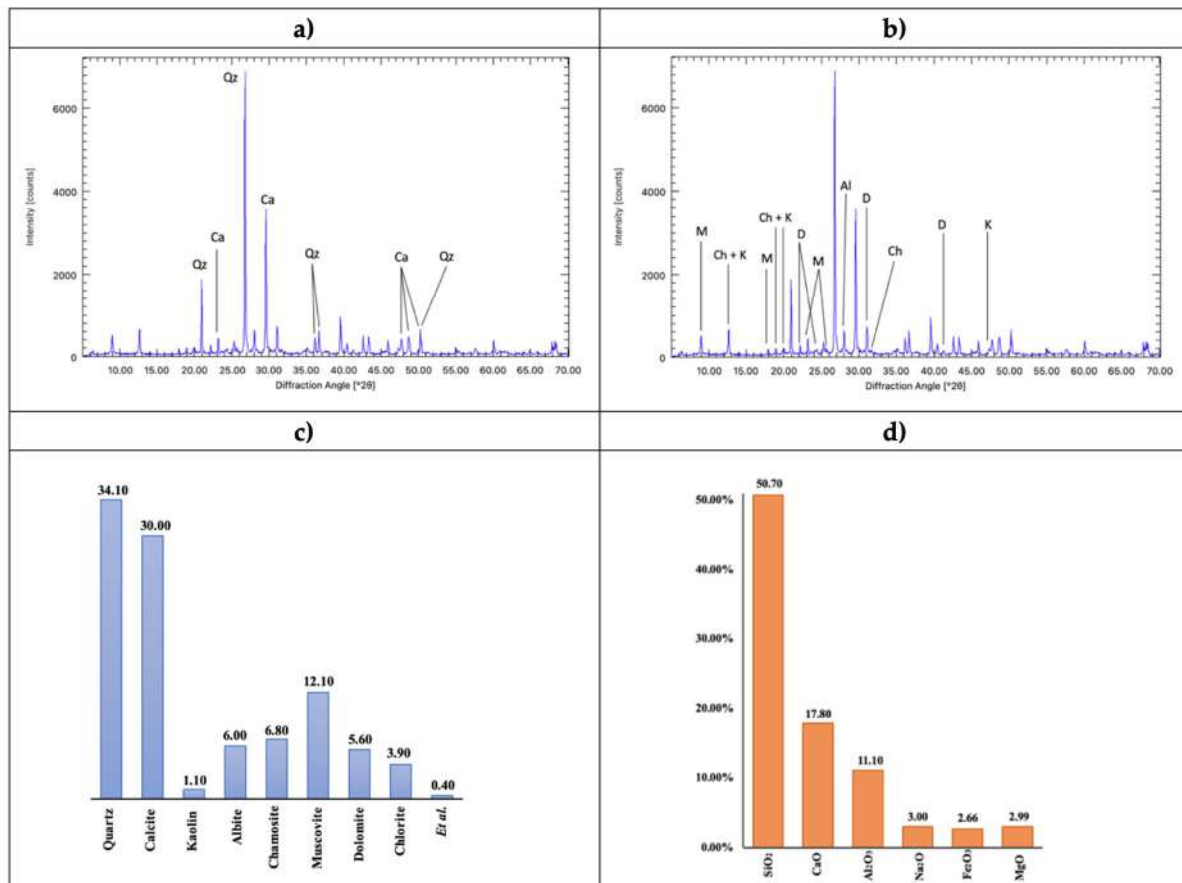 a)
b)
Qz
Ca
Qz
Ca
Qz
Ca
Qz
6000
4000
2000
0
Intensity [counts]
10.00 15.00 20.00 25.00 30.00 35.00 40.00 45.00 50.00 55.00 60.00 65.00 70.00
Diffraction Angle [°2θ]
M
Ch + K
Ch + K
M
D
M
Al
D
Ch
D
K
6000
4000
2000
0
Intensity [counts]
10.00 15.00 20.00 25.00 30.00 35.00 40.00 45.00 50.00 55.00 60.00 65.00 70.00
Diffraction Angle [°2θ]
c)
d)
34.10
30.00
1.10
6.00
6.80
12.10
5.60
3.90
0.40
Quartz
Calcite
Kaolin
Albite
Chamosite
Muscovite
Dolomite
Chlorite
Et al.
50.00%
40.00%
30.00%
20.00%
10.00%
0.00%
50.70
17.80
11.10
3.00
2.66
2.99
SiO₂
CaO
Al₂O₃
Na₂O
Fe₂O₃
MgO